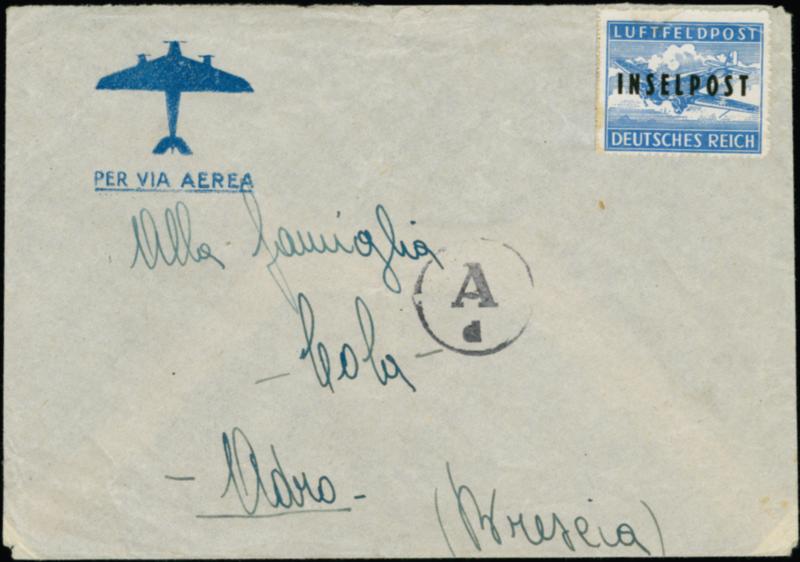 LUFTFELDPOST
INSELPOST
DEUTSCHES REICH
PER VIA AEREA
Alla famiglia
A
d
- Cola -
- Adro -
(Brescia)